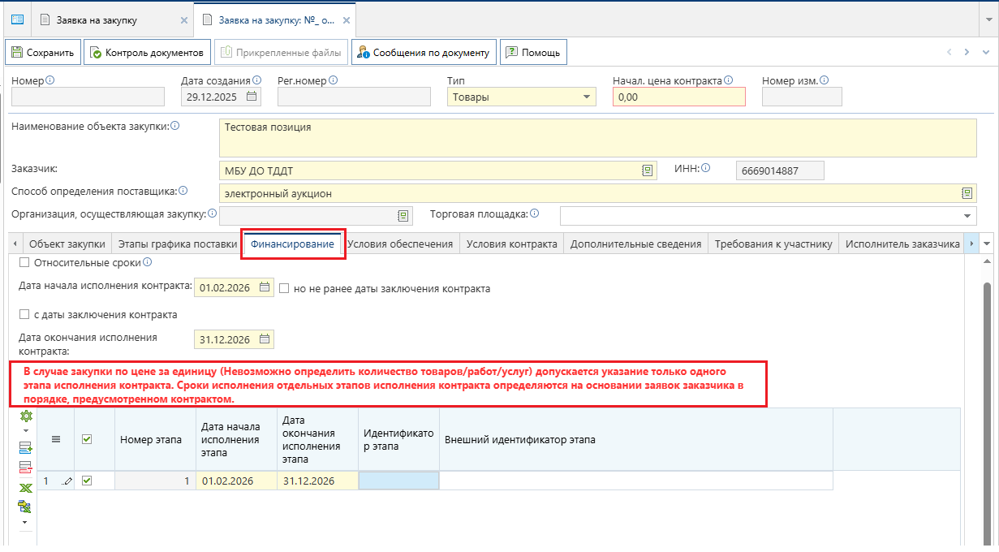 Заявка на закупку
Заявка на закупку: №_ о...
Сохранить
Контроль документов
Прикрепленные файлы
Сообщения по документу
Помощь
Номер
Дата создания
Рег.номер
Тип
Начал. цена контракта
Номер изм.
29.12.2025
Товары
0,00
Наименование объекта закупки:
Тестовая позиция
Заказчик:
МБУ ДО ТДДТ
ИНН:
6669014887
Способ определения поставщика:
электронный аукцион
Организация, осуществляющая закупку:
Торговая площадка:
Объект закупки
Этапы графика поставки
Финансирование
Условия обеспечения
Условия контракта
Дополнительные сведения
Требования к участнику
Исполнитель заказчика
Относительные сроки
Дата начала исполнения контракта:
01.02.2026
но не ранее даты заключения контракта
с даты заключения контракта
Дата окончания исполнения
контракта:
31.12.2026
В случае закупки по цене за единицу (Невозможно определить количество товаров/работ/услуг) допускается указание только одного
этапа исполнения контракта. Сроки исполнения отдельных этапов исполнения контракта определяются на основании заявок заказчика в
порядке, предусмотренном контрактом.
Номер этапа
Дата начала
исполнения
этапа
Дата
окончания
исполнения
этапа
Идентификато
р этапа
Внешний идентификатор этапа
1
1
01.02.2026
31.12.2026